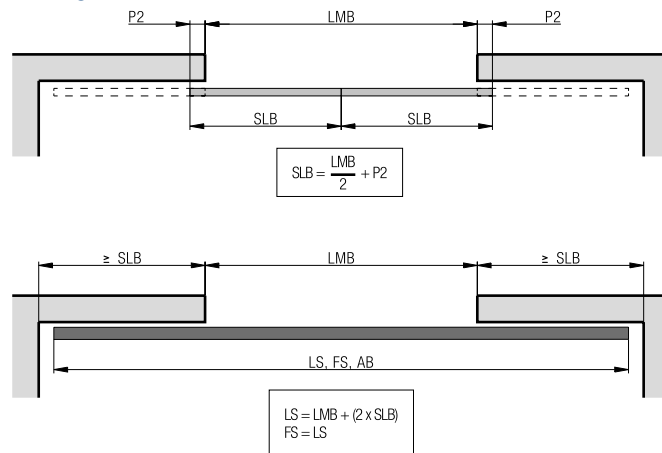 P2 LMB P2
SLB SLB
SLB = LMB/2 + P2
≥ SLB LMB ≥ SLB
LS, FS, AB
LS = LMB + (2 x SLB)
FS = LS